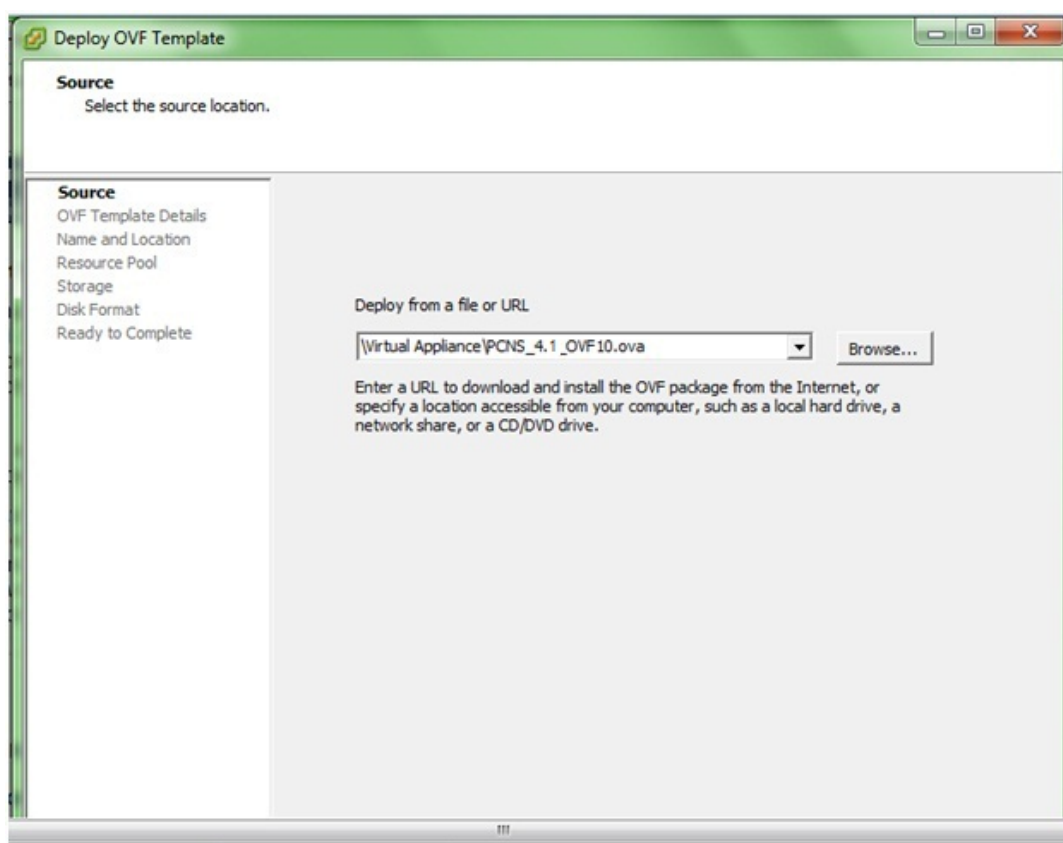 Deploy OVF Template
Source
Select the source location.
Source
OVF Template Details
Name and Location
Resource Pool
Storage
Disk Format
Ready to Complete
Deploy from a file or URL
\Virtual Appliance\PCNS_4.1_OVF10.ova
Browse...
Enter a URL to download and install the OVF package from the Internet, or
specify a location accessible from your computer, such as a local hard drive, a
network share, or a CD/DVD drive.